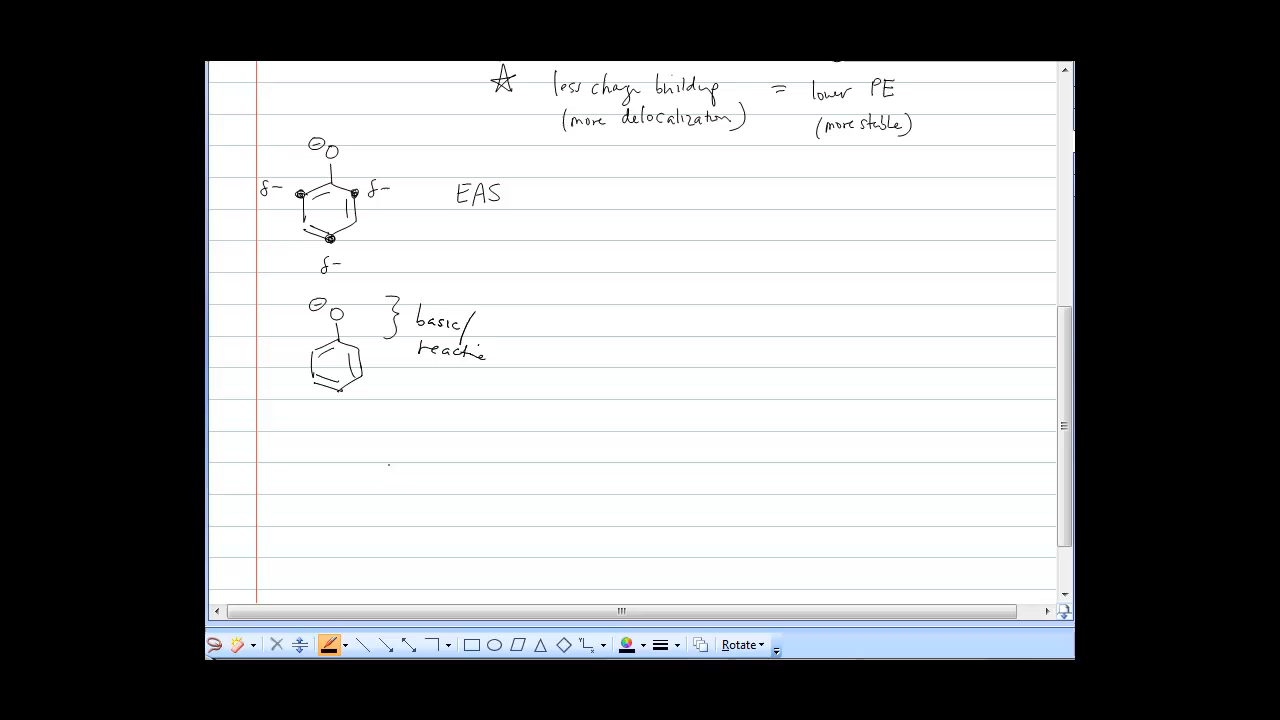 less charge buildup = lower PE
(more delocalization) (more stable)
⊖
O
δ- δ-
EAS
δ-
⊖
O
} basic/
reactive
Rotate